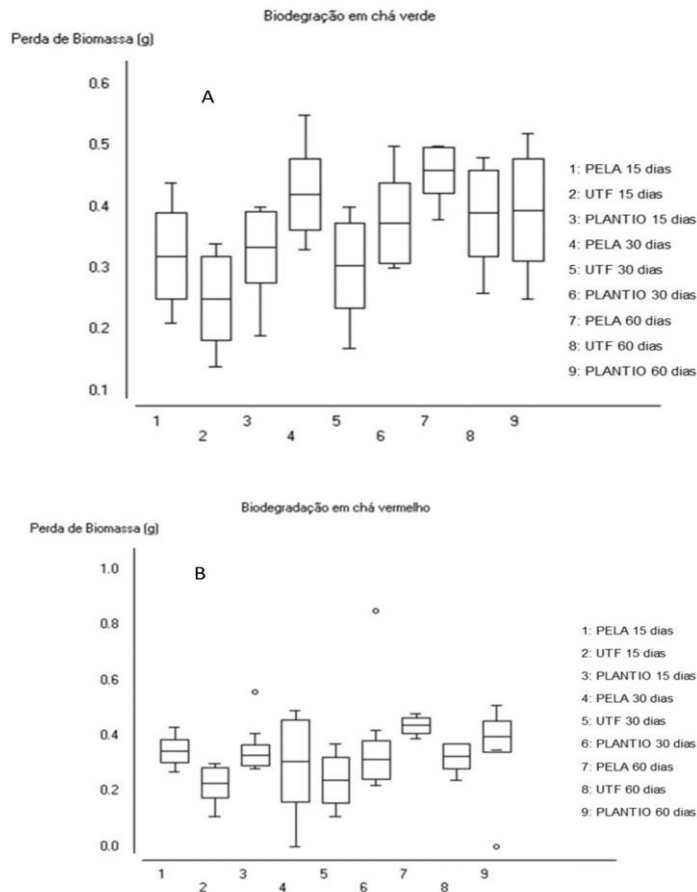 Biodegração em chá verde
Perda de Biomassa (g)
A
0.6
0.5
0.4
0.3
0.2
0.1
1
2
3
4
5
6
7
8
9
1: PELA 15 dias
2: UTF 15 dias
3: PLANTIO 15 dias
4: PELA 30 dias
5: UTF 30 dias
6: PLANTIO 30 dias
7: PELA 60 dias
8: UTF 60 dias
9: PLANTIO 60 dias
Biodegradação em chá vermelho
Perda de Biomassa (g)
B
1.0
0.8
0.6
0.4
0.2
0.0
1
2
3
4
5
6
7
8
9
1: PELA 15 dias
2: UTF 15 dias
3: PLANTIO 15 dias
4: PELA 30 dias
5: UTF 30 dias
6: PLANTIO 30 dias
7: PELA 60 dias
8: UTF 60 dias
9: PLANTIO 60 dias